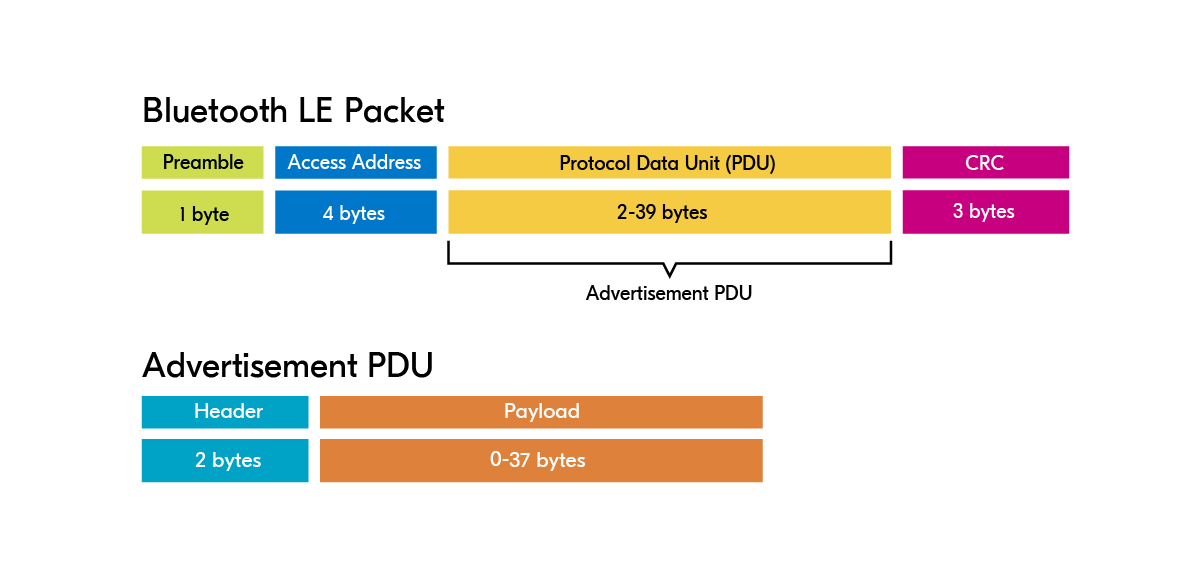 Bluetooth LE Packet
Preamble Access Address Protocol Data Unit (PDU) CRC
1 byte 4 bytes 2-39 bytes 3 bytes
Advertisement PDU
Advertisement PDU
Header Payload
2 bytes 0-37 bytes